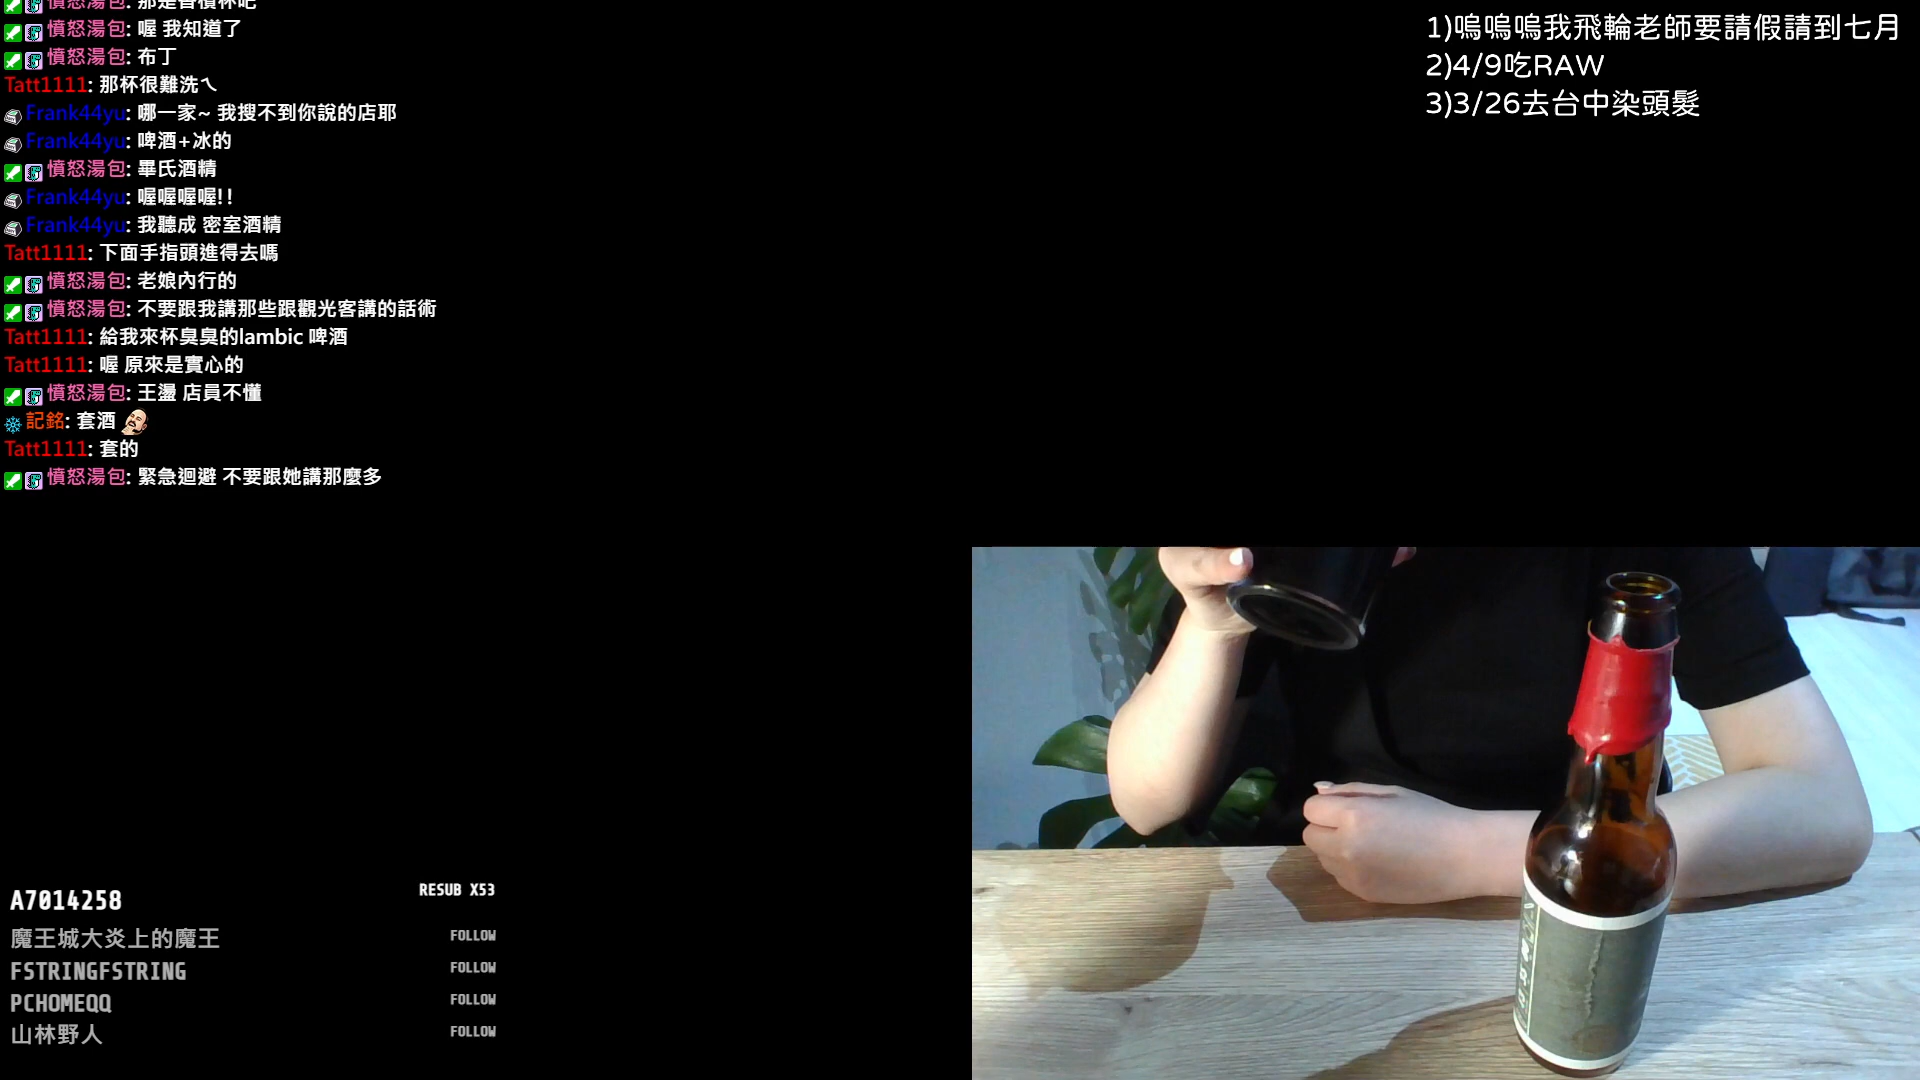 憤怒湯包: 那是香檳杯吧
憤怒湯包: 喔 我知道了
憤怒湯包: 布丁
Tatt1111: 那杯很難洗ㄟ
Frank44yu: 哪一家~ 我搜不到你說的店耶
Frank44yu: 啤酒+冰的
憤怒湯包: 畢氏酒精
Frank44yu: 喔喔喔喔!!
Frank44yu: 我聽成 密室酒精
Tatt1111: 下面手指頭進得去嗎
憤怒湯包: 老娘內行的
憤怒湯包: 不要跟我講那些跟觀光客講的話術
Tatt1111: 給我來杯臭臭的lambic 啤酒
Tatt1111: 喔 原來是實心的
憤怒湯包: 王盪 店員不懂
記銘: 套酒
Tatt1111: 套的
憤怒湯包: 緊急迴避 不要跟她講那麼多
1)嗚嗚嗚我飛輪老師要請假請到七月
2)4/9吃RAW
3)3/26去台中染頭髮
A7014258 RESUB X53
魔王城大炎上的魔王 FOLLOW
FSTRINGFSTRING FOLLOW
PCHOMEQQ FOLLOW
山林野人 FOLLOW